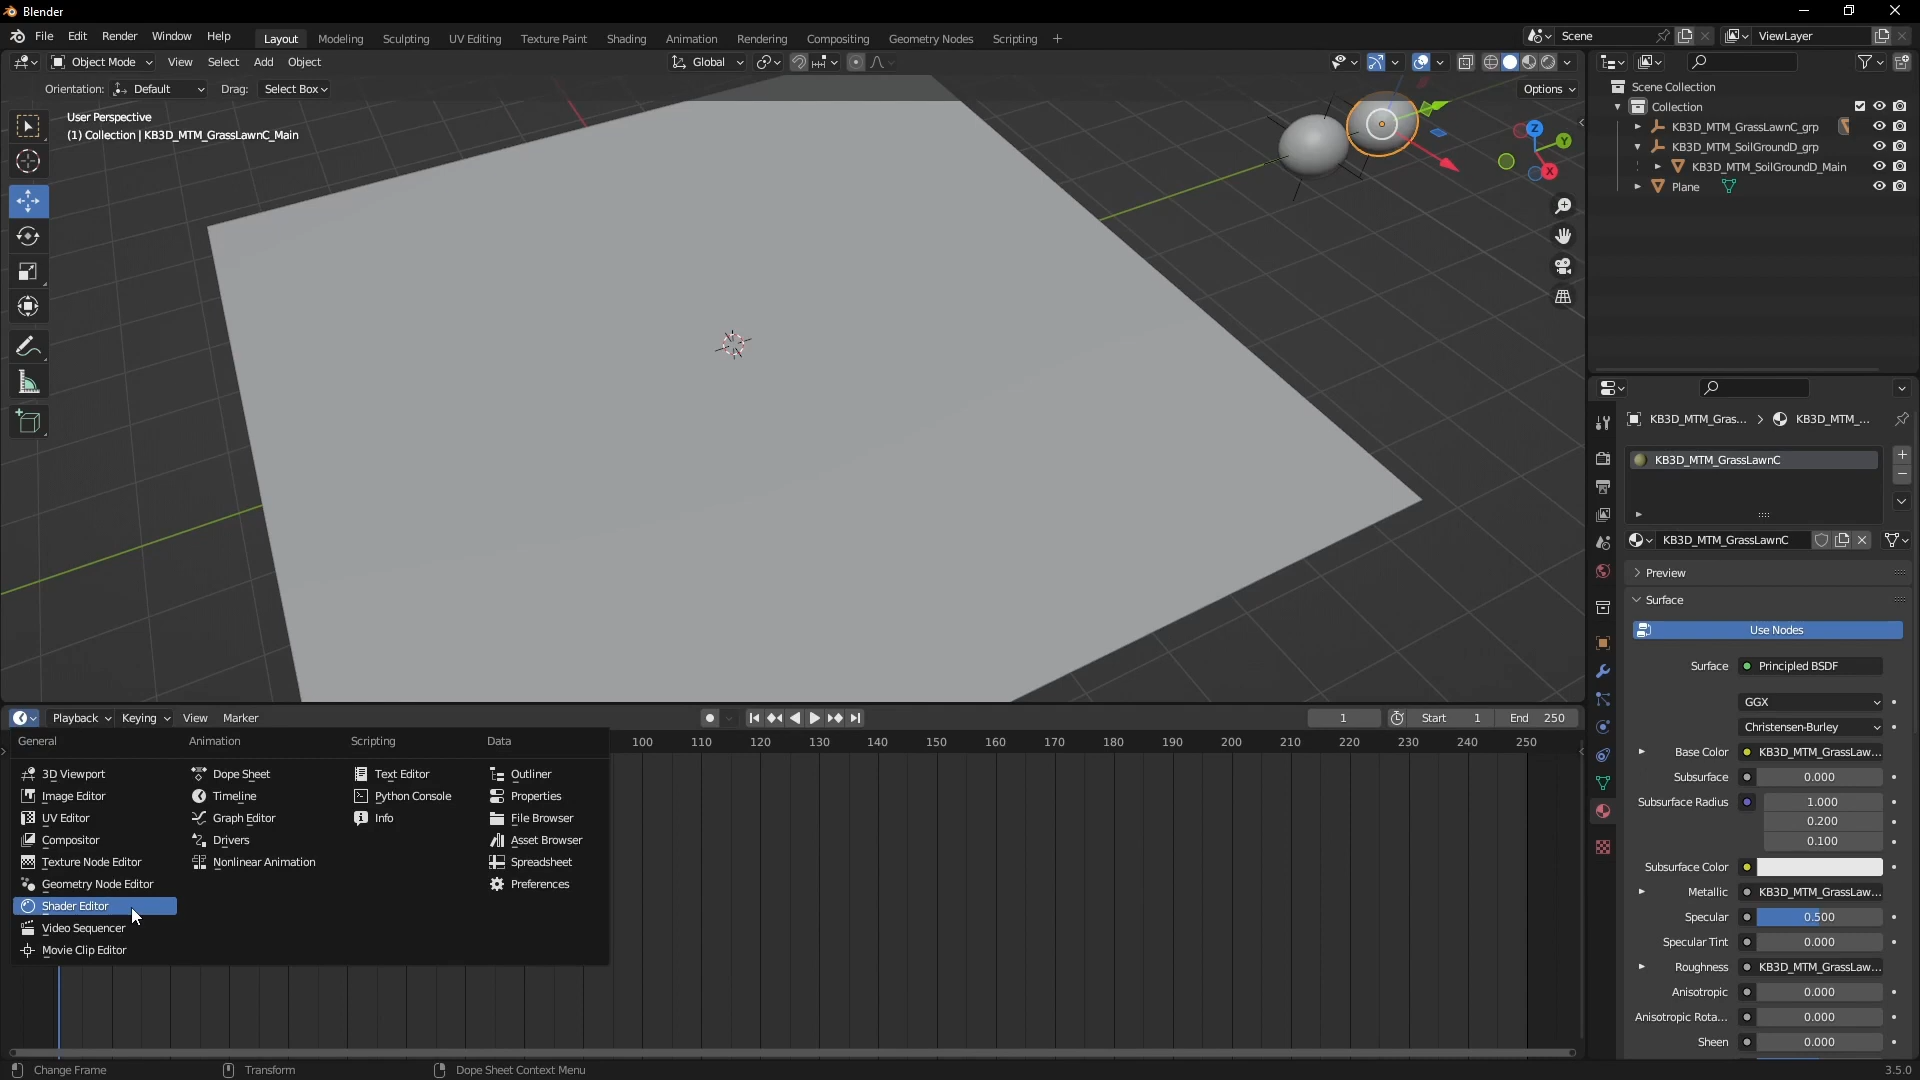 Blender
File Edit Render Window Help Layout Modeling Sculpting UV Editing Texture Paint Shading Animation Rendering Compositing Geometry Nodes Scripting + Scene ViewLayer
Object Mode View Select Add Object Global
Orientation: Default Drag: Select Box Options
User Perspective
(1) Collection | KB3D_MTM_GrassLawnC_Main
Z
Y
X
Scene Collection
Collection
KB3D_MTM_GrassLawnC_grp
KB3D_MTM_SoilGroundD_grp
KB3D_MTM_SoilGroundD_Main
Plane
KB3D_MTM_Gras... > KB3D_MTM_...
KB3D_MTM_GrassLawnC
KB3D_MTM_GrassLawnC
Preview
Surface
Use Nodes
Surface Principled BSDF
GGX
Christensen-Burley
Base Color KB3D_MTM_GrassLaw...
Subsurface 0.000
Subsurface Radius 1.000
0.200
0.100
Subsurface Color
Metallic KB3D_MTM_GrassLaw...
Specular 0.500
Specular Tint 0.000
Roughness KB3D_MTM_GrassLaw...
Anisotropic 0.000
Anisotropic Rota... 0.000
Sheen 0.000
Playback Keying View Marker 1 Start 1 End 250
100 110 120 130 140 150 160 170 180 190 200 210 220 230 240 250
General
3D Viewport
Image Editor
UV Editor
Compositor
Texture Node Editor
Geometry Node Editor
Shader Editor
Video Sequencer
Movie Clip Editor
Animation
Dope Sheet
Timeline
Graph Editor
Drivers
Nonlinear Animation
Scripting
Text Editor
Python Console
Info
Data
Outliner
Properties
File Browser
Asset Browser
Spreadsheet
Preferences
Change Frame Transform Dope Sheet Context Menu 3.5.0